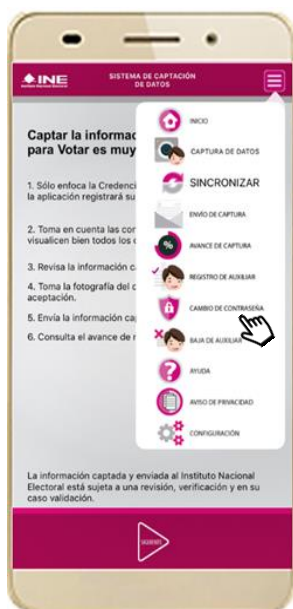 INE
SISTEMA DE CAPTACIÓN
DE DATOS
Captar la informac
para Votar es muy
1. Sólo enfoca la Credenci
la aplicación registrará su
2. Toma en cuenta las cor
visualicen bien todos los
3. Revisa la información c
4. Toma la fotografía del c
aceptación.
5. Envía la información ca
6. Consulta el avance de r
INICIO
CAPTURA DE DATOS
SINCRONIZAR
ENVÍO DE CAPTURA
%
AVANCE DE CAPTURA
REGISTRO DE AUXILIAR
CAMBIO DE CONTRASEÑA
BAJA DE AUXILIAR
?
AYUDA
AVISO DE PRIVACIDAD
CONFIGURACIÓN
La información captada y enviada al Instituto Nacional
Electoral está sujeta a una revisión, verificación y en su
caso validación.
SIGUIENTE